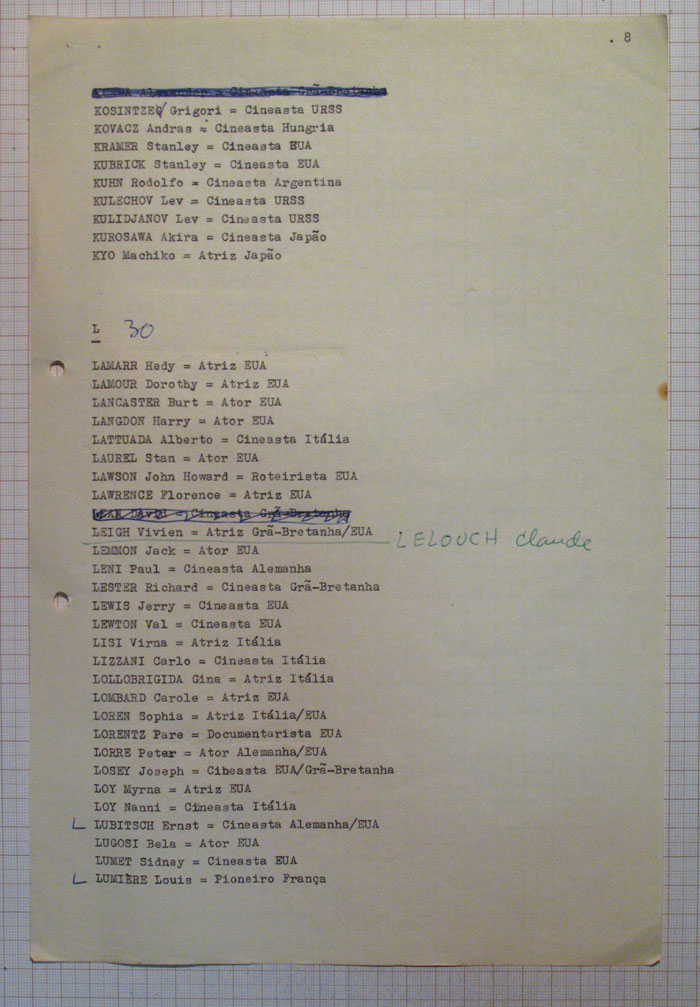 . 8
KOSINTZEV Grigori = Cineasta URSS
KOVACZ Andras = Cineasta Hungria
KRAMER Stanley = Cineasta EUA
KUBRICK Stanley = Cineasta EUA
KUHN Rodolfo = Cineasta Argentina
KULECHOV Lev = Cineasta URSS
KULIDJANOV Lev = Cineasta URSS
KUROSAWA Akira = Cineasta Japão
KYO Machiko = Atriz Japão
L 30
LAMARR Hedy = Atriz EUA
LAMOUR Dorothy = Atriz EUA
LANCASTER Burt = Ator EUA
LANGDON Harry = Ator EUA
LATTUADA Alberto = Cineasta Itália
LAUREL Stan = Ator EUA
LAWSON John Howard = Roteirista EUA
LAWRENCE Florence = Atriz EUA
LEAN David = Cineasta Grã-Bretanha
LEIGH Vivien = Atriz Grã-Bretanha/EUA
LELOUCH Claude
LEMMON Jack = Ator EUA
LENI Paul = Cineasta Alemanha
LESTER Richard = Cineasta Grã-Bretanha
LEWIS Jerry = Cineasta EUA
LEWTON Val = Cineasta EUA
LISI Virna = Atriz Itália
LIZZANI Carlo = Cineasta Itália
LOLLOBRIGIDA Gina = Atriz Itália
LOMBARD Carole = Atriz EUA
LOREN Sophia = Atriz Itália/EUA
LORENTZ Pare = Documentarista EUA
LORRE Peter = Ator Alemanha/EUA
LOSEY Joseph = Cibeasta EUA/Grã-Bretanha
LOY Myrna = Atriz EUA
LOY Nanni = Cineasta Itália
LUBITSCH Ernst = Cineasta Alemanha/EUA
LUGOSI Bela = Ator EUA
LUMET Sidney = Cineasta EUA
LUMIÈRE Louis = Pioneiro França